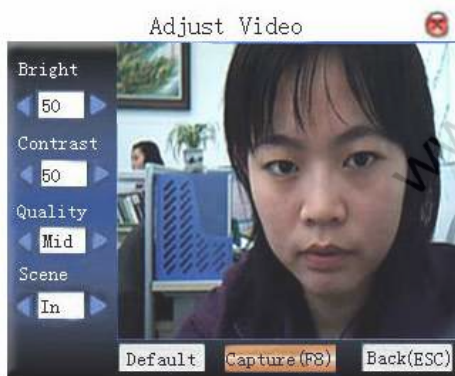 Adjust Video
Bright
50
Contrast
50
Quality
Mid
Scene
In
Default
Capture(F8)
Back(ESC)